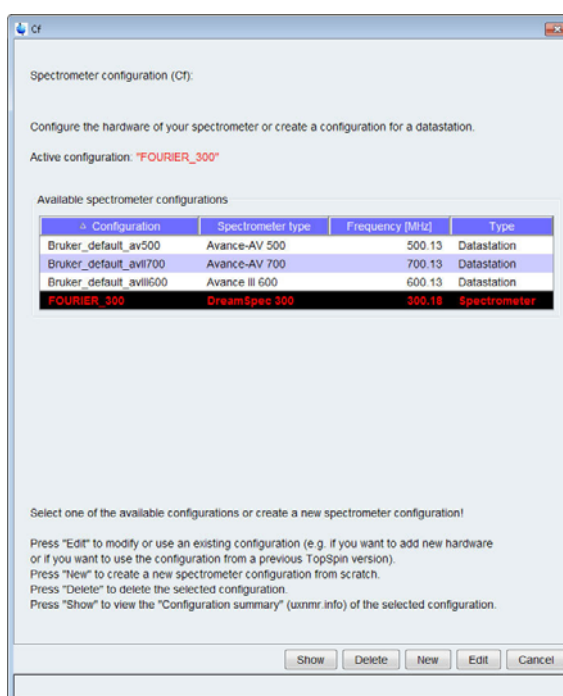 Cf
Spectrometer configuration (Cf):
Configure the hardware of your spectrometer or create a configuration for a datastation.
Active configuration: "FOURIER_300"
Available spectrometer configurations
Configuration Spectrometer type Frequency [MHz] Type
Bruker_default_av500 Avance-AV 500 500.13 Datastation
Bruker_default_avII700 Avance-AV 700 700.13 Datastation
Bruker_default_avIII600 Avance III 600 600.13 Datastation
FOURIER_300 DreamSpec 300 300.18 Spectrometer
Select one of the available configurations or create a new spectrometer configuration!
Press "Edit" to modify or use an existing configuration (e.g. if you want to add new hardware
or if you want to use the configuration from a previous TopSpin version).
Press "New" to create a new spectrometer configuration from scratch.
Press "Delete" to delete the selected configuration.
Press "Show" to view the "Configuration summary" (uxnmr.info) of the selected configuration.
Show Delete New Edit Cancel